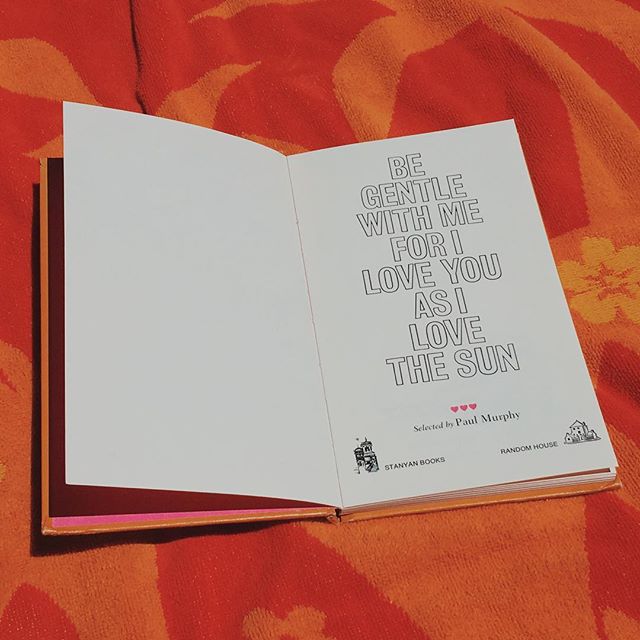 BE
GENTLE
WITH ME
FOR I
LOVE YOU
AS I
LOVE
THE SUN
Selected by Paul Murphy
STANYAN BOOKS
RANDOM HOUSE